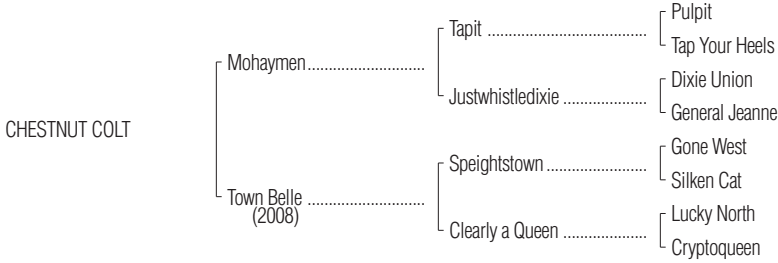 Pulpit
Tapit ..................................
Tap Your Heels
Mohaymen..............................
Dixie Union
Justwhistledixie .....................
General Jeanne
CHESTNUT COLT
Gone West
Speightstown ..........................
Silken Cat
Town Belle ..............................
(2008)
Lucky North
Clearly a Queen .....................
Cryptoqueen